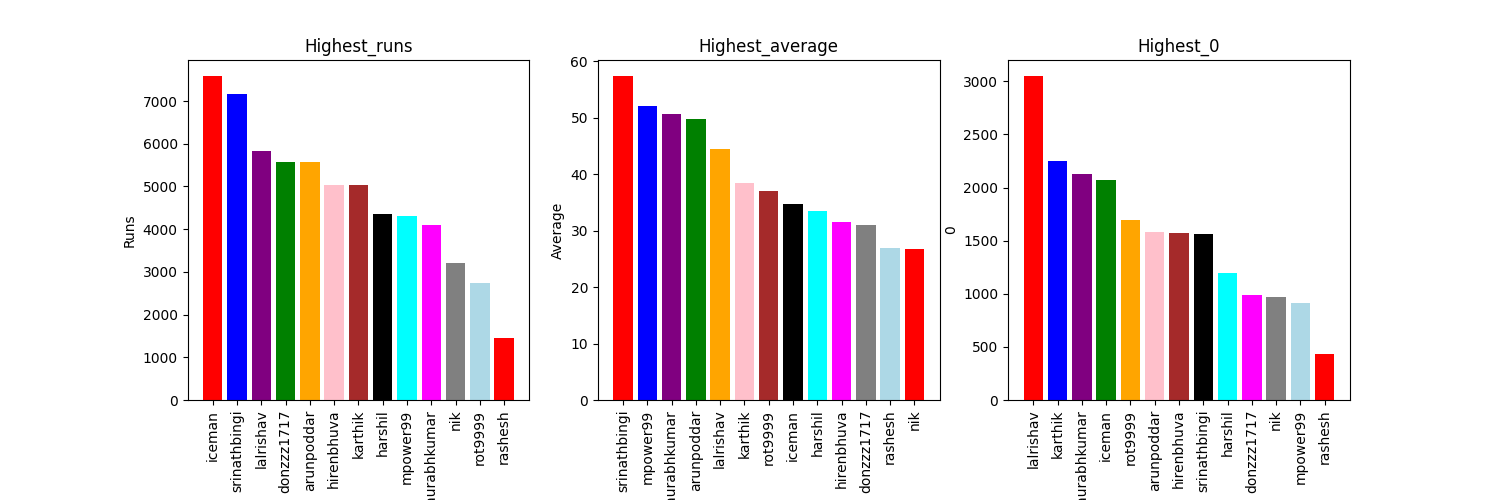 Highest_runs
Runs
7000
6000
5000
4000
3000
2000
1000
0
iceman
srinathbingi
lalrishav
donzzz1717
arunpoddar
hirenbhuva
karthik
harshil
mpower99
urabhkumar
nik
rot9999
rashesh
Highest_average
Average
60
50
40
30
20
10
0
srinathbingi
mpower99
urabhkumar
arunpoddar
lalrishav
karthik
rot9999
iceman
harshil
hirenbhuva
donzzz1717
rashesh
nik
Highest_0
0
3000
2500
2000
1500
1000
500
0
lalrishav
karthik
urabhkumar
iceman
rot9999
arunpoddar
hirenbhuva
srinathbingi
harshil
donzzz1717
nik
mpower99
rashesh